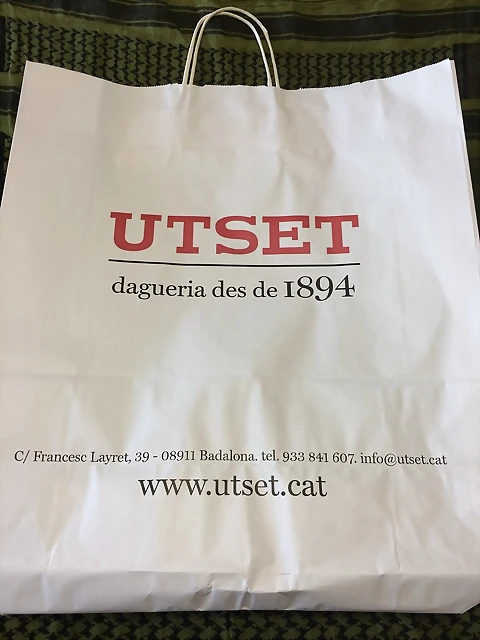 UTSET
dagueria des de 1894
C/ Francesc Layret, 39 - 08911 Badalona. tel. 933 841 607. info@utset.cat
www.utset.cat